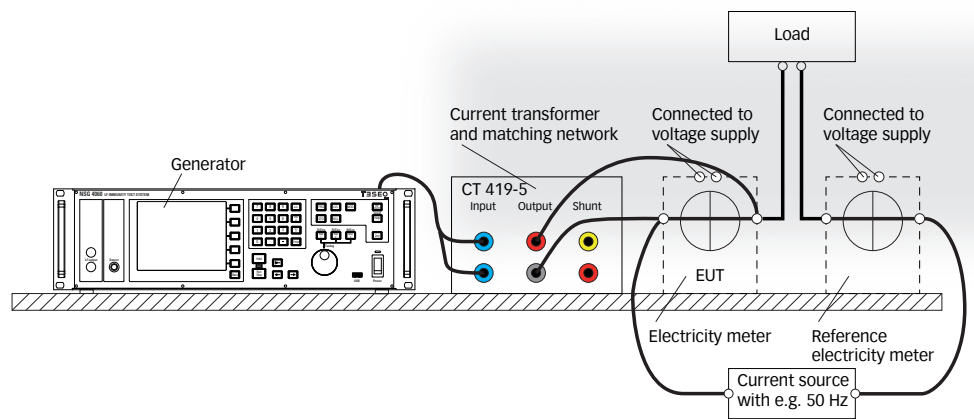 Load
Current transformer
and matching network
Connected to
voltage supply
Connected to
voltage supply
Generator
NSG 4060
TESEQ
CT 419-5
Input
Output
Shunt
EUT
Electricity meter
Reference
electricity meter
Current source
with e.g. 50 Hz